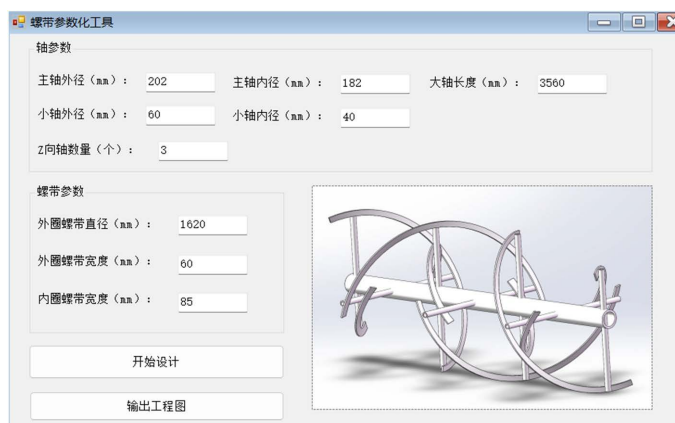 螺带参数化工具
轴参数
主轴外径（mm）： 202 主轴内径（mm）： 182 大轴长度（mm）： 3560
小轴外径（mm）： 60 小轴内径（mm）： 40
Z向轴数量（个）： 3
螺带参数
外圈螺带直径（mm）： 1620
外圈螺带宽度（mm）： 60
内圈螺带宽度（mm）： 85
开始设计
输出工程图